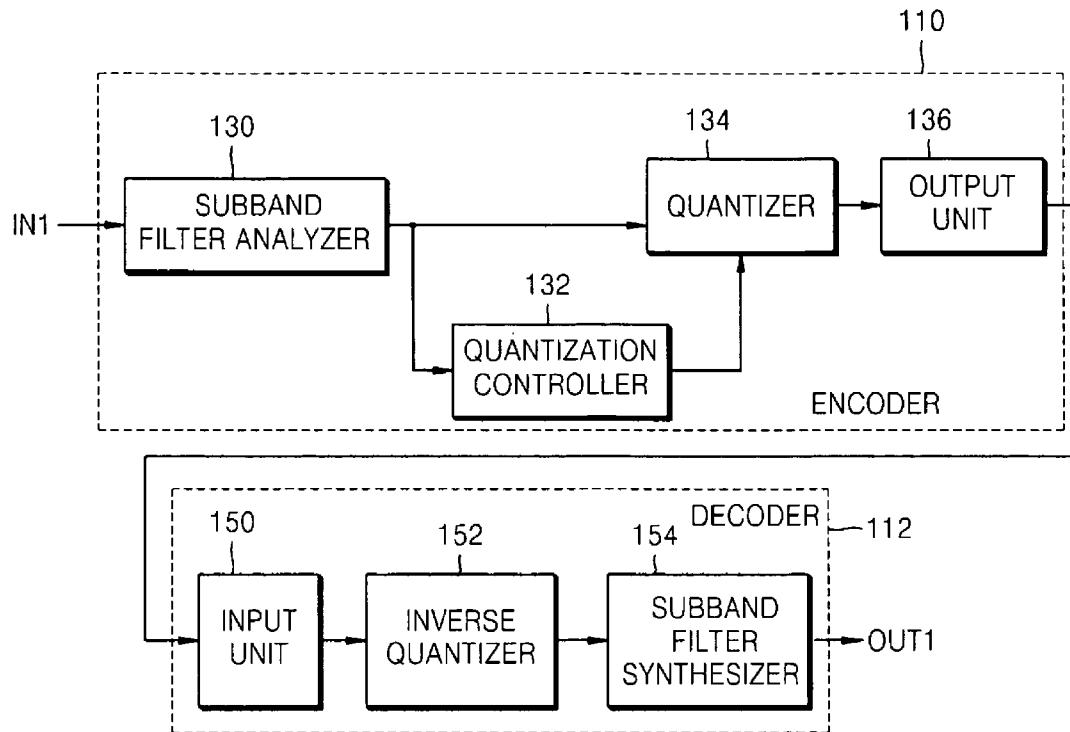 110
130
134
136
IN1
SUBBAND
FILTER ANALYZER
QUANTIZER
OUTPUT
UNIT
132
QUANTIZATION
CONTROLLER
ENCODER
DECODER
112
150
152
154
INPUT
UNIT
INVERSE
QUANTIZER
SUBBAND
FILTER
SYNTHESIZER
OUT1